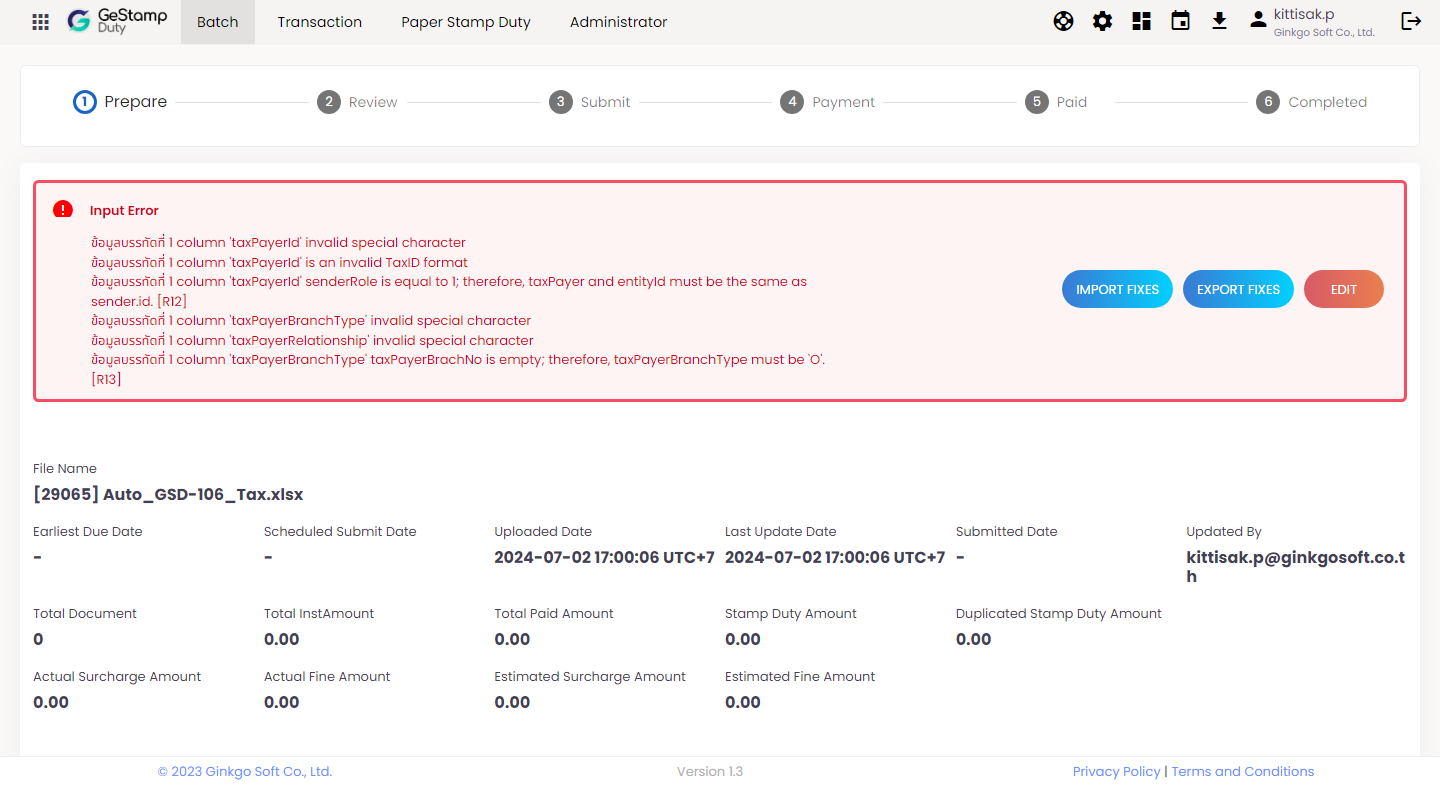 GeStamp
Duty
Batch
Transaction
Paper Stamp Duty
Administrator
kittisak.p
Ginkgo Soft Co., Ltd.
1 Prepare
2 Review
3 Submit
4 Payment
5 Paid
6 Completed
Input Error
ข้อมูลบรรทัดที่ 1 column 'taxPayerId' invalid special character
ข้อมูลบรรทัดที่ 1 column 'taxPayerId' is an invalid TaxID format
ข้อมูลบรรทัดที่ 1 column 'taxPayerId' senderRole is equal to 1; therefore, taxPayer and entityId must be the same as
sender.id. [R12]
ข้อมูลบรรทัดที่ 1 column 'taxPayerBranchType' invalid special character
ข้อมูลบรรทัดที่ 1 column 'taxPayerRelationship' invalid special character
ข้อมูลบรรทัดที่ 1 column 'taxPayerBranchType' taxPayerBrachNo is empty; therefore, taxPayerBranchType must be 'O'.
[R13]
IMPORT FIXES
EXPORT FIXES
EDIT
File Name
[29065] Auto_GSD-106_Tax.xlsx
Earliest Due Date
-
Scheduled Submit Date
-
Uploaded Date
2024-07-02 17:00:06 UTC+7
Last Update Date
2024-07-02 17:00:06 UTC+7
Submitted Date
-
Updated By
kittisak.p@ginkgosoft.co.t
h
Total Document
0
Total InstAmount
0.00
Total Paid Amount
0.00
Stamp Duty Amount
0.00
Duplicated Stamp Duty Amount
0.00
Actual Surcharge Amount
0.00
Actual Fine Amount
0.00
Estimated Surcharge Amount
0.00
Estimated Fine Amount
0.00
© 2023 Ginkgo Soft Co., Ltd.
Version 1.3
Privacy Policy | Terms and Conditions